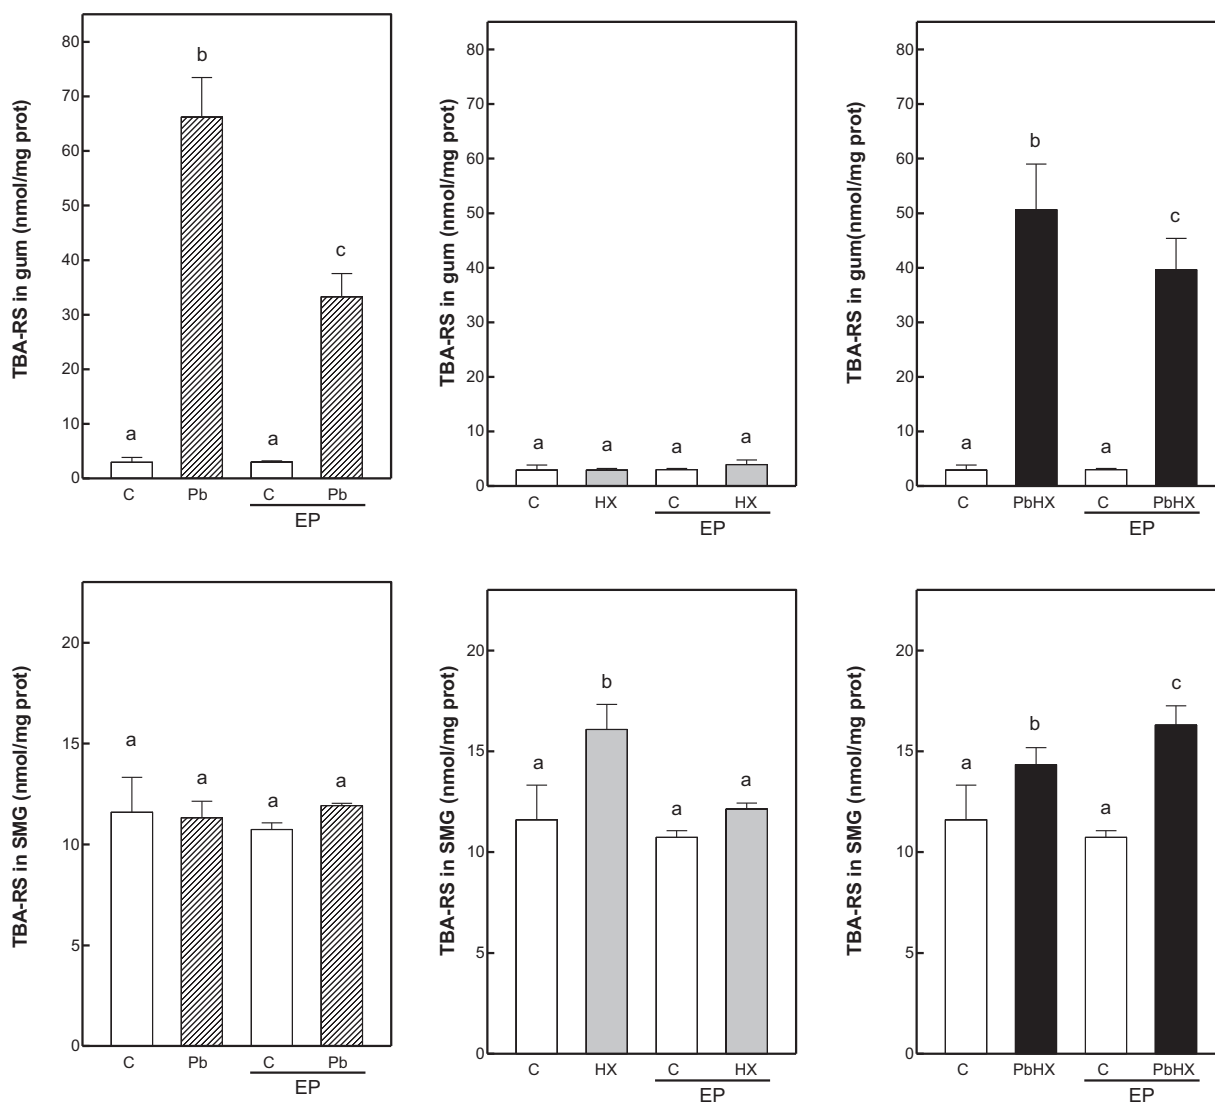 TBA-RS in gum (nmol/mg prot)
80
70
60
50
40
30
20
10
0
a
b
a
c
C Pb C Pb
EP
TBA-RS in gum (nmol/mg prot)
80
70
60
50
40
30
20
10
0
a a a a
C HX C HX
EP
TBA-RS in gum(nmol/mg prot)
80
70
60
50
40
30
20
10
0
a
b
a
c
C PbHX C PbHX
EP
TBA-RS in SMG (nmol/mg prot)
20
15
10
5
0
a a a a
C Pb C Pb
EP
TBA-RS in SMG (nmol/mg prot)
20
15
10
5
0
a
b
a
a
C HX C HX
EP
TBA-RS in SMG (nmol/mg prot)
20
15
10
5
0
a
b
a
c
C PbHX C PbHX
EP